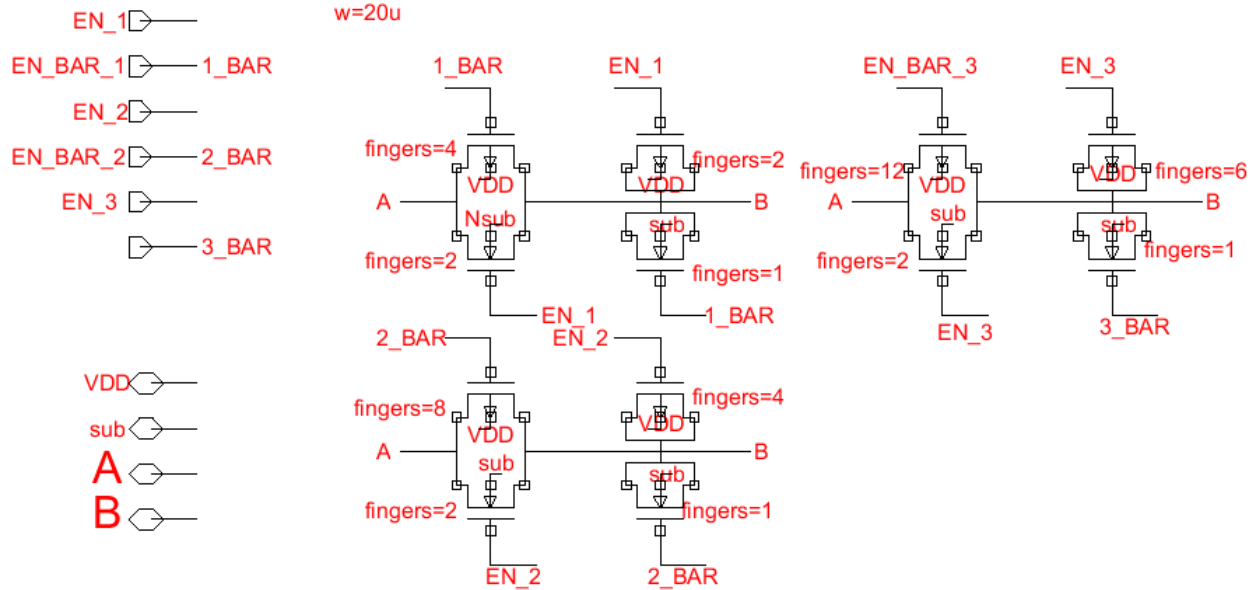 w=20u
EN_1
EN_BAR_1 1_BAR
EN_2
EN_BAR_2 2_BAR
EN_3
3_BAR
VDD
sub
A
B
1_BAR
EN_1
fingers=4
fingers=2
VDD
VDD
A
B
Nsub
sub
fingers=2
fingers=1
EN_1
1_BAR
EN_BAR_3
EN_3
fingers=12
fingers=6
VDD
VDD
A
B
sub
sub
fingers=2
fingers=1
EN_3
3_BAR
2_BAR
EN_2
fingers=8
fingers=4
VDD
VDD
A
B
sub
sub
fingers=2
fingers=1
EN_2
2_BAR